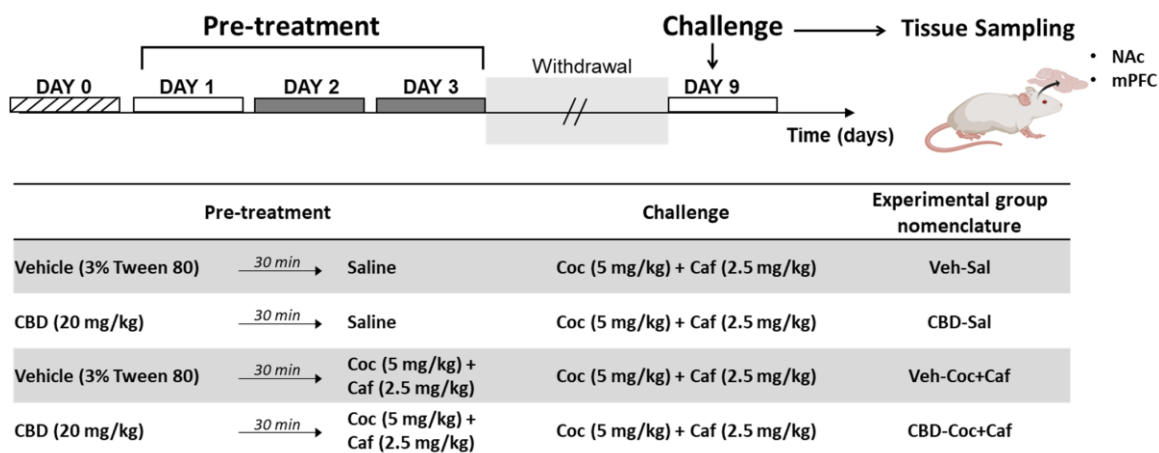 Pre-treatment
Challenge
Tissue Sampling
• NAc
• mPFC
Withdrawal
DAY 0
DAY 1
DAY 2
DAY 3
//
DAY 9
Time (days)
Pre-treatment
Challenge
Experimental group
nomenclature
Vehicle (3% Tween 80) 30 min Saline Coc (5 mg/kg) + Caf (2.5 mg/kg) Veh-Sal
CBD (20 mg/kg) 30 min Saline Coc (5 mg/kg) + Caf (2.5 mg/kg) CBD-Sal
Vehicle (3% Tween 80) 30 min Coc (5 mg/kg) +
Caf (2.5 mg/kg) Coc (5 mg/kg) + Caf (2.5 mg/kg) Veh-Coc+Caf
CBD (20 mg/kg) 30 min Coc (5 mg/kg) +
Caf (2.5 mg/kg) Coc (5 mg/kg) + Caf (2.5 mg/kg) CBD-Coc+Caf